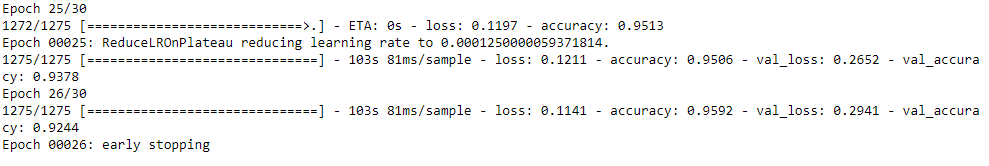 Epoch 25/30
1272/1275 [============================>.] - ETA: 0s - loss: 0.1197 - accuracy: 0.9513
Epoch 00025: ReduceLROnPlateau reducing learning rate to 0.0001250000059371814.
1275/1275 [==============================] - 103s 81ms/sample - loss: 0.1211 - accuracy: 0.9506 - val_loss: 0.2652 - val_accura
cy: 0.9378
Epoch 26/30
1275/1275 [==============================] - 103s 81ms/sample - loss: 0.1141 - accuracy: 0.9592 - val_loss: 0.2941 - val_accura
cy: 0.9244
Epoch 00026: early stopping